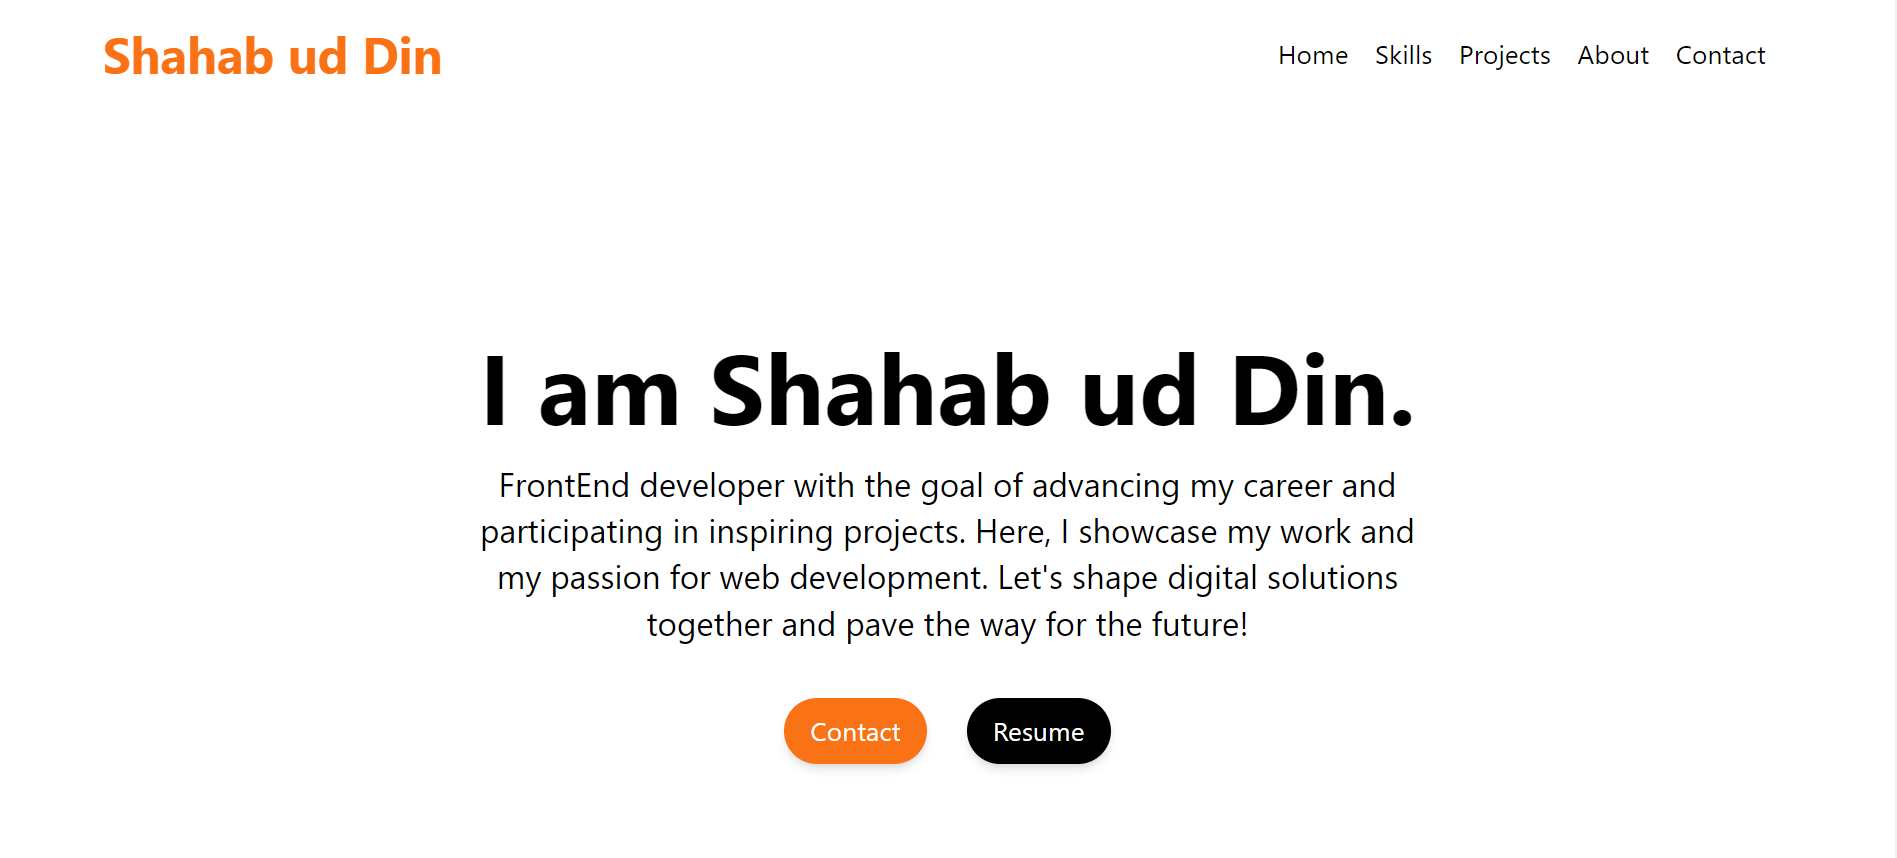 Shahab ud Din
Home Skills Projects About Contact
I am Shahab ud Din.
FrontEnd developer with the goal of advancing my career and
participating in inspiring projects. Here, I showcase my work and
my passion for web development. Let's shape digital solutions
together and pave the way for the future!
Contact Resume